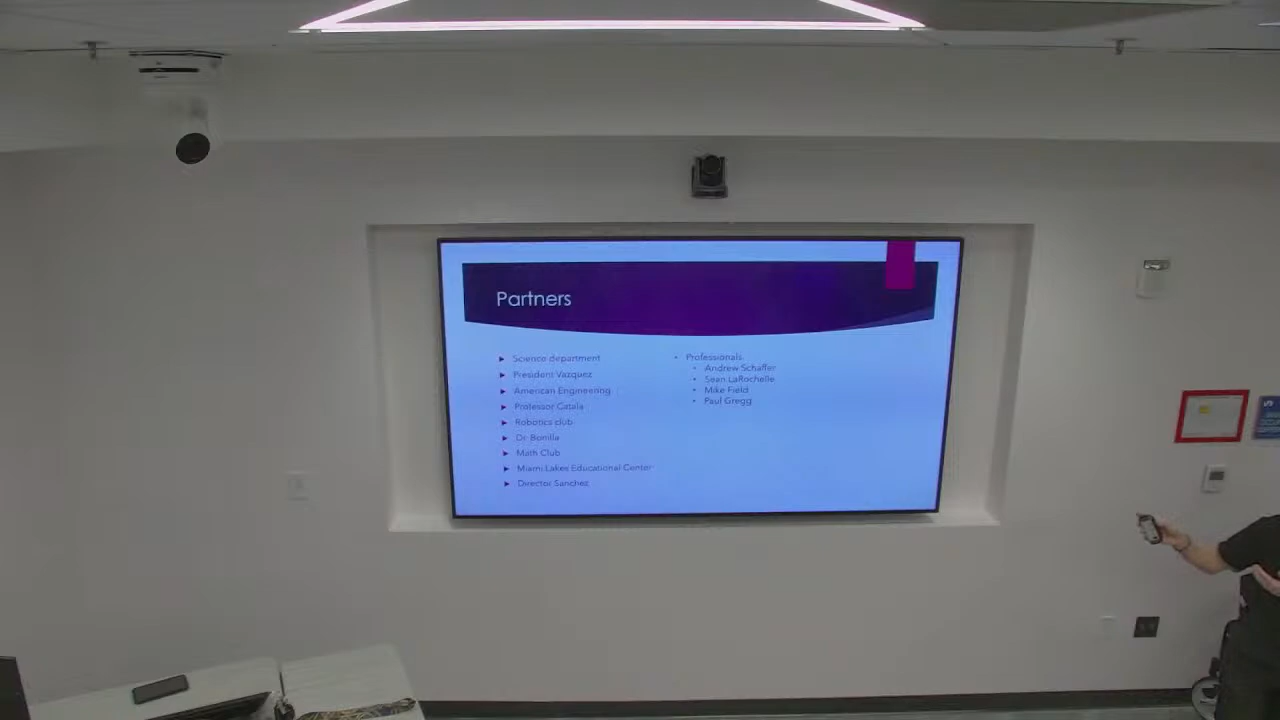 Partners
Science department
President Vazquez
American Engineering
Professor Catala
Robotics club
Dr. Bonilla
Math Club
Miami Lakes Educational Center
Director Sanchez
Professionals
Andrew Schaffer
Sean LaRochelle
Mike Field
Paul Gregg